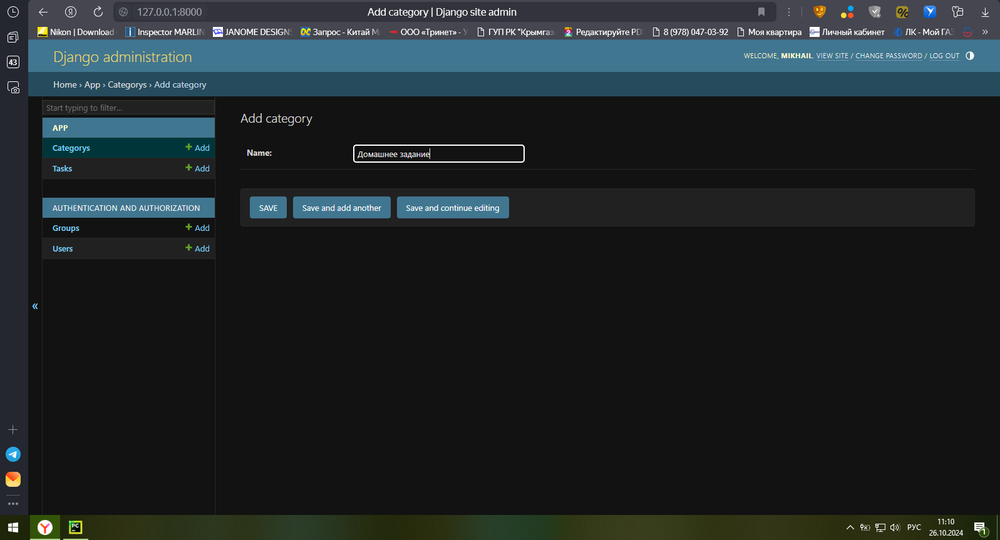 127.0.0.1:8000
Add category | Django site admin
Nikon | Download
Inspector MARLIN
JANOME DESIGNS
Запрос - Китай М
ООО «Тринет» - У
ГУП РК "Крымгаз
Редактируйте PD
8 (978) 047-03-92
Моя квартира
Личный кабинет
ЛК - Мой ГАЗ
»
43
Django administration
WELCOME, MIKHAIL. VIEW SITE / CHANGE PASSWORD / LOG OUT
Home › App › Categorys › Add category
Start typing to filter...
APP
Categorys + Add
Tasks + Add
AUTHENTICATION AND AUTHORIZATION
Groups + Add
Users + Add
«
Add category
Name: Домашнее задание
SAVE
Save and add another
Save and continue editing
РУС
11:10
26.10.2024
1